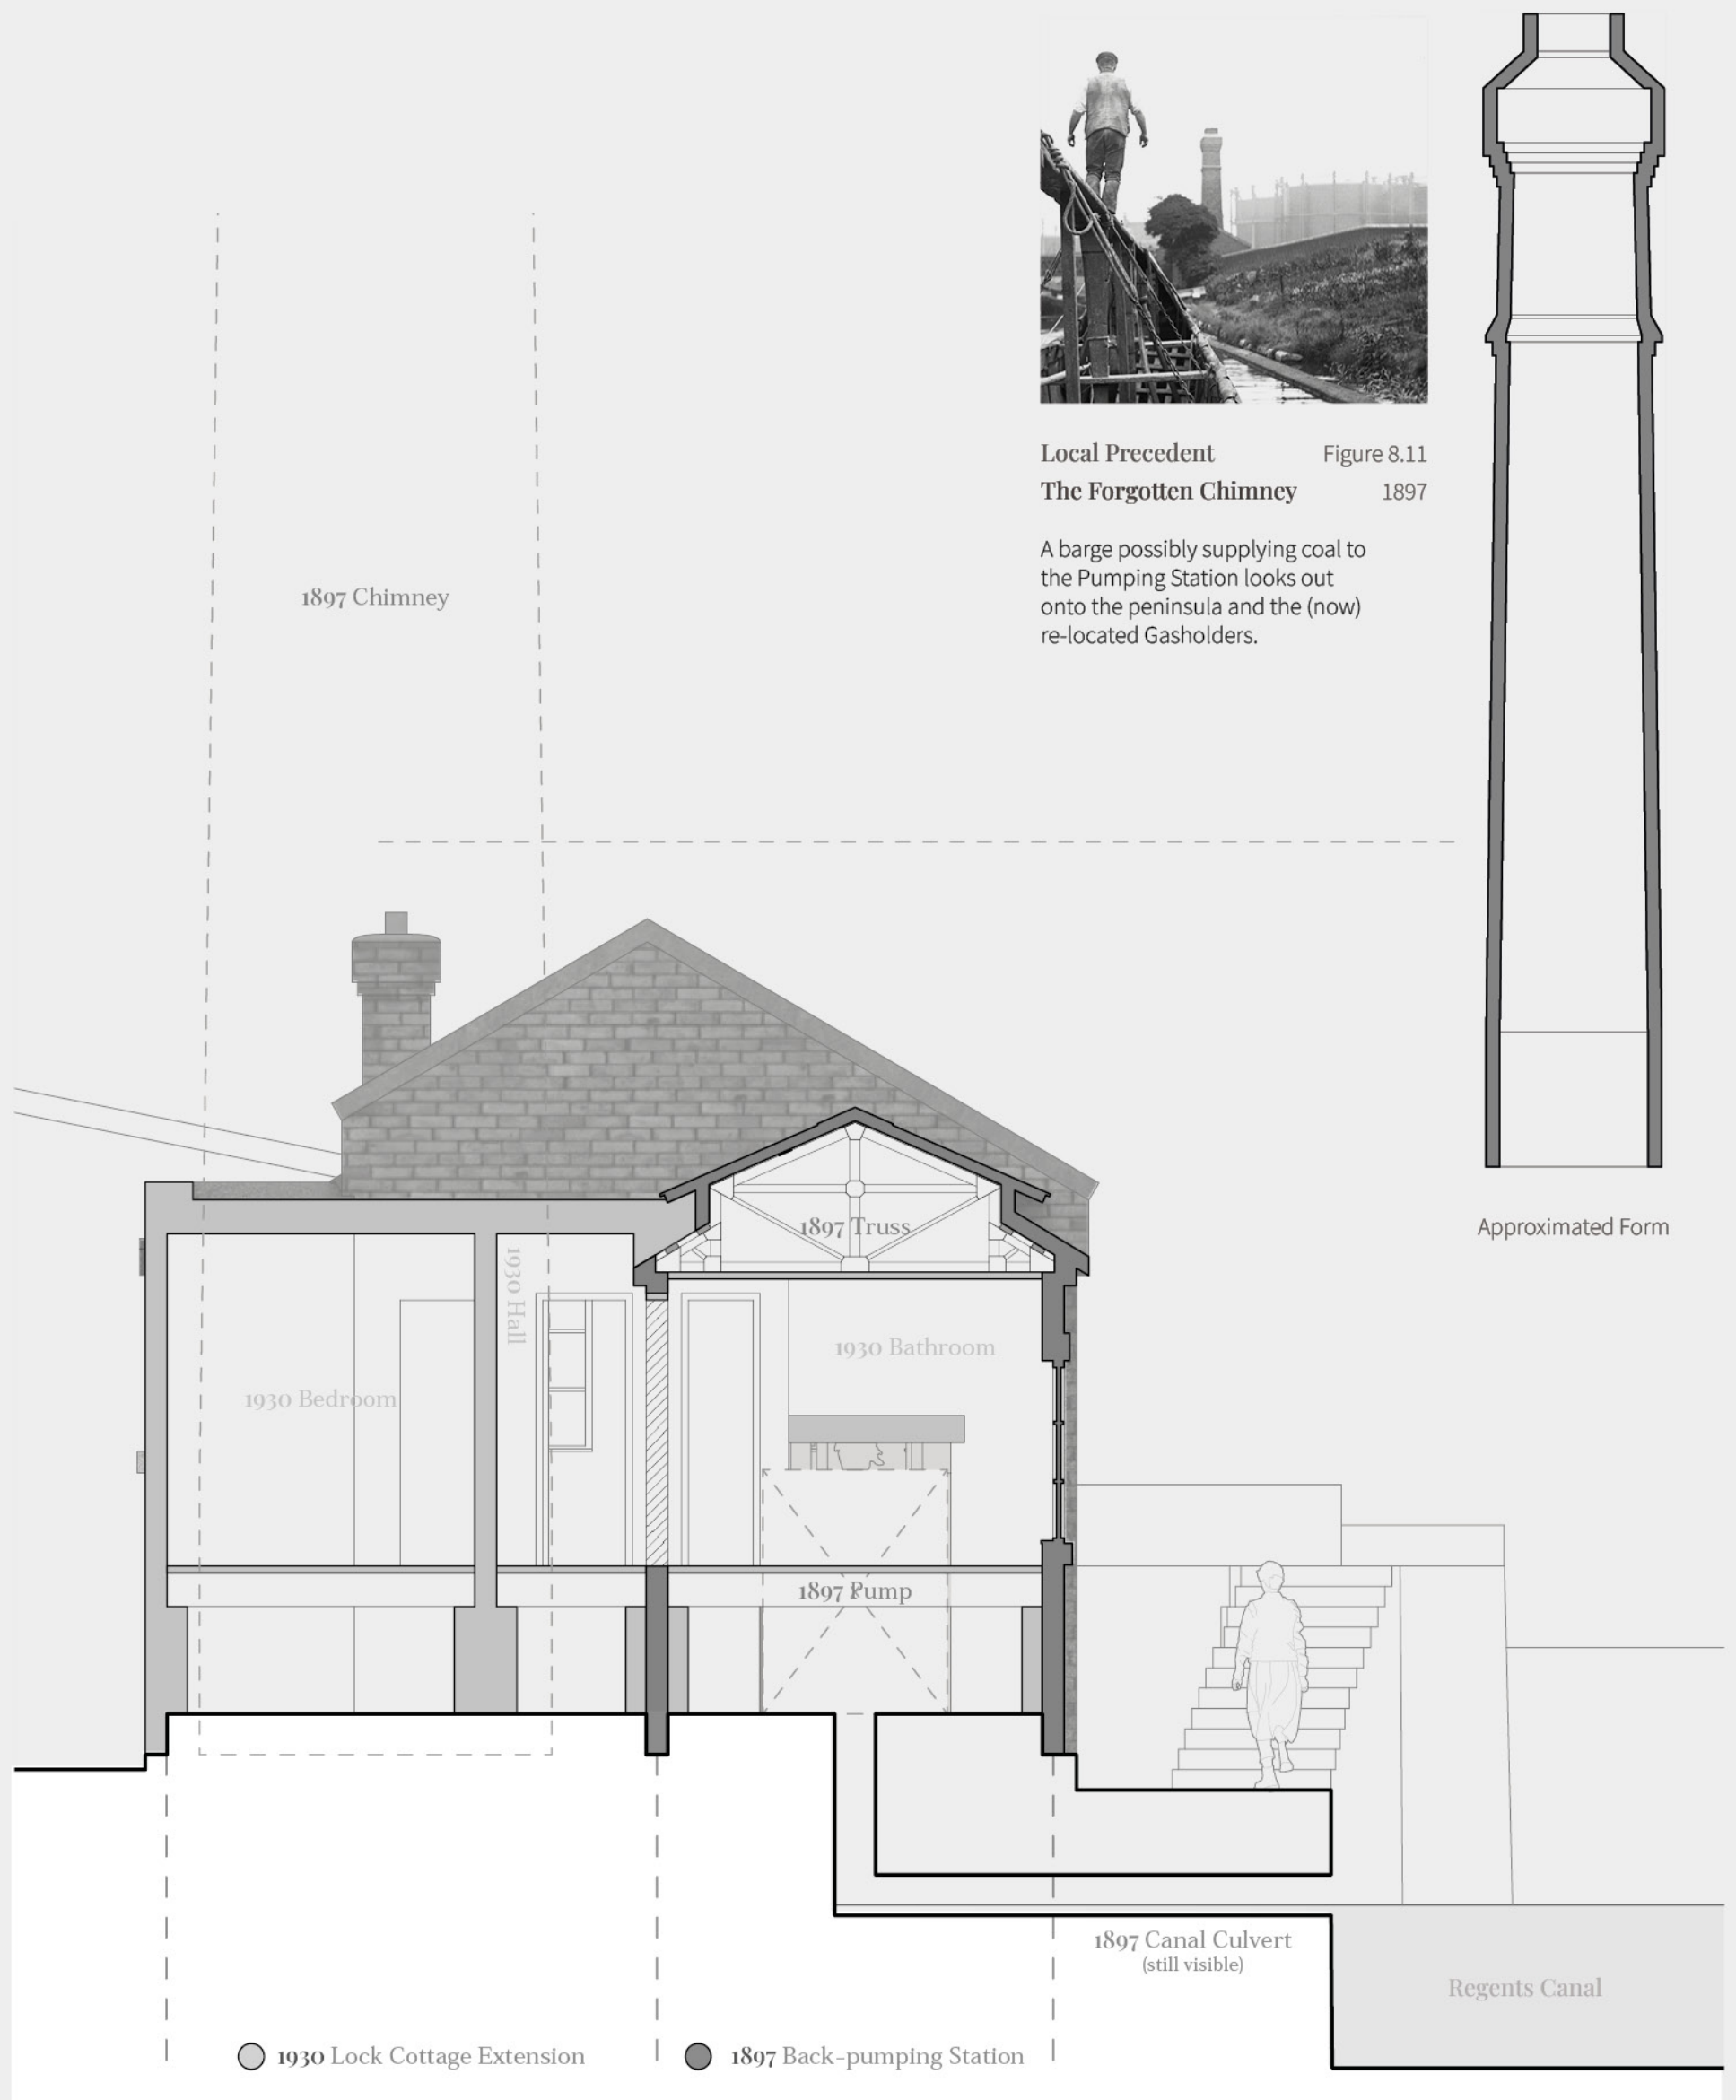 Local Precedent Figure 8.11
The Forgotten Chimney 1897
A barge possibly supplying coal to
the Pumping Station looks out
onto the peninsula and the (now)
re-located Gasholders.
1897 Chimney
Approximated Form
1897 Truss
1930 Hall
1930 Bathroom
1930 Bedroom
1897 Pump
1897 Canal Culvert
(still visible)
Regents Canal
1930 Lock Cottage Extension
1897 Back-pumping Station